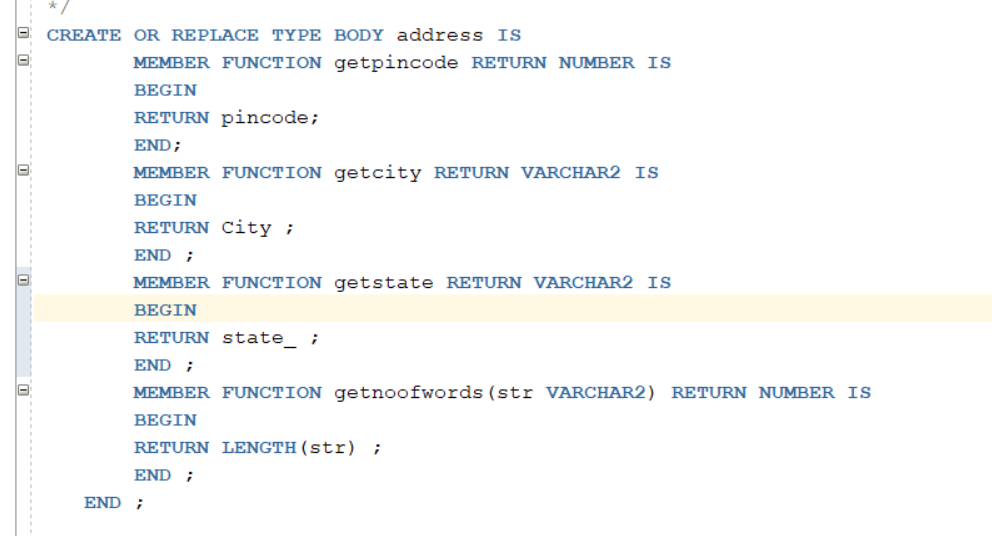 */
CREATE OR REPLACE TYPE BODY address IS
MEMBER FUNCTION getpincode RETURN NUMBER IS
BEGIN
RETURN pincode;
END;
MEMBER FUNCTION getcity RETURN VARCHAR2 IS
BEGIN
RETURN City ;
END ;
MEMBER FUNCTION getstate RETURN VARCHAR2 IS
BEGIN
RETURN state_ ;
END ;
MEMBER FUNCTION getnoofwords(str VARCHAR2) RETURN NUMBER IS
BEGIN
RETURN LENGTH(str) ;
END ;
END ;